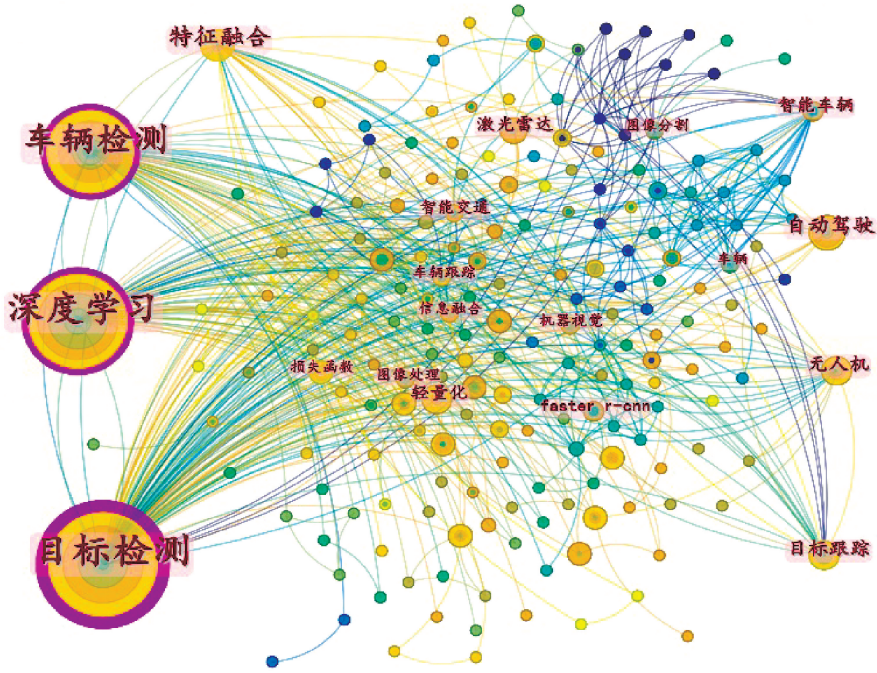 特征融合
智能车辆
激光雷达
图像分割
车辆检测
智能交通
自动驾驶
车辆
车辆跟踪
深度学习
信息融合
机器视觉
损失函数
图像处理
无人机
轻量化
faster r-cnn
目标检测
目标跟踪